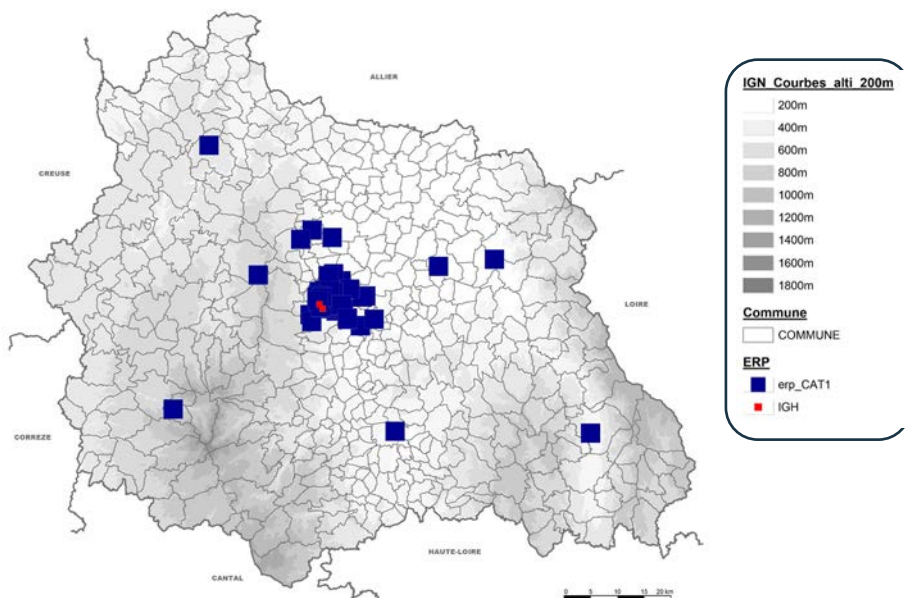 ALLIER
CREUSE
LOIRE
CORREZE
HAUTE-LOIRE
CANTAL
0 5 10 15 20 km
IGN_Courbes_alti_200m
200m
400m
600m
800m
1000m
1200m
1400m
1600m
1800m
Commune
COMMUNE
ERP
erp_CAT1
IGH